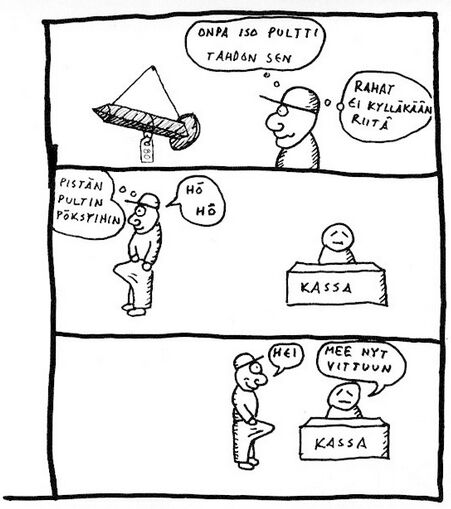 ONPA ISO PULTTI
TAHDON SEN
RAHAT
EI KYLLÄKÄÄN
RIITÄ
80
PISTÄN
PULTIN
PÖKSYIHIN
HÖ
HÖ
KASSA
HEI
MEE NYT
VITTUUN
KASSA